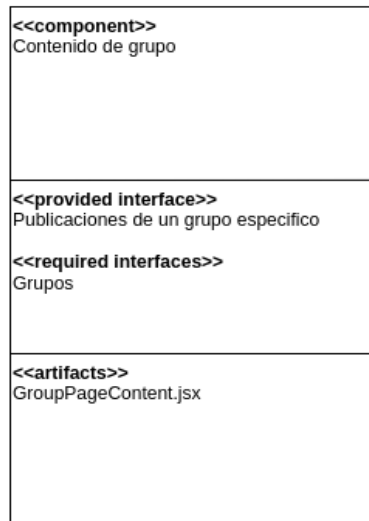 <<component>>
Contenido de grupo
<<provided interface>>
Publicaciones de un grupo especifico
<<required interfaces>>
Grupos
<<artifacts>>
GroupPageContent.jsx